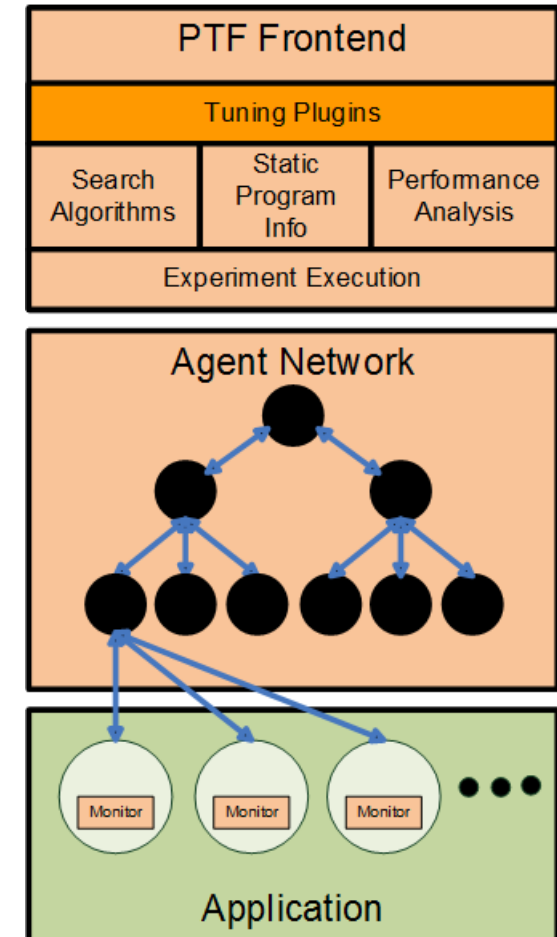 PTF Frontend
Tuning Plugins
Search
Algorithms
Static
Program
Info
Performance
Analysis
Experiment Execution
Agent Network
Monitor
Monitor
Monitor
Application